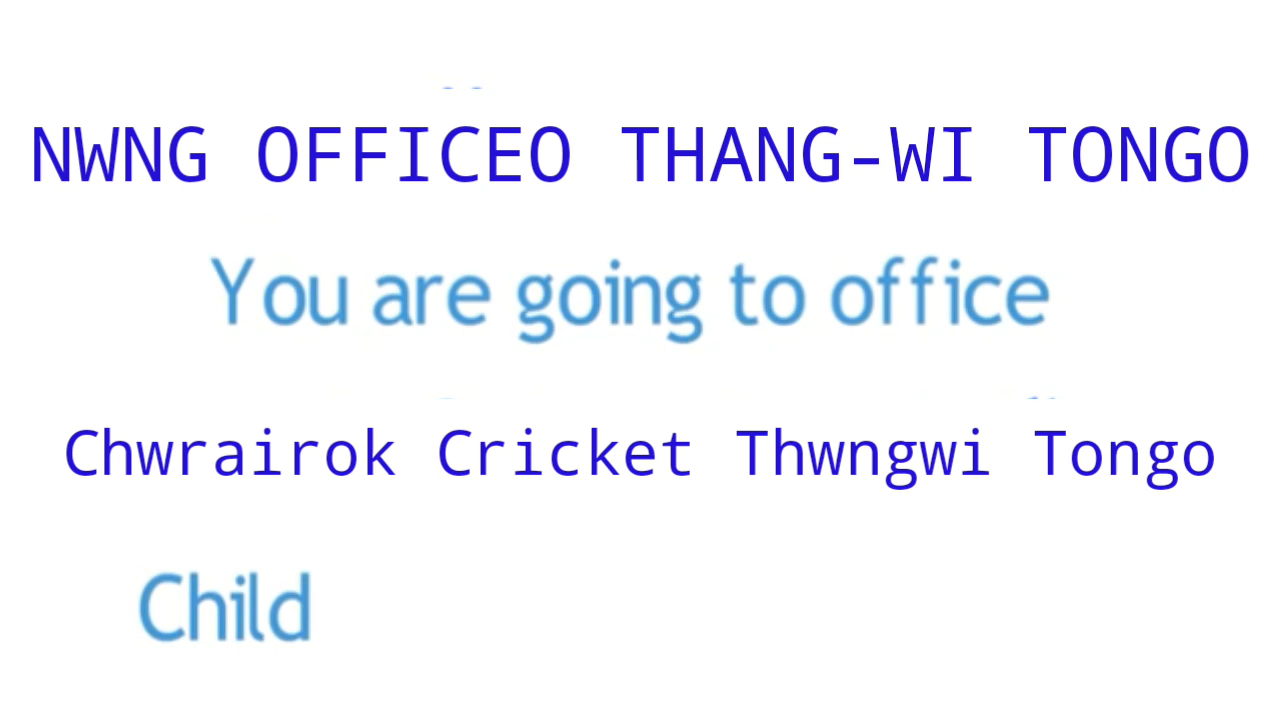 NWNG OFFICEO THANG-WI TONGO
You are going to office
Chwrairok Cricket Thwngwi Tongo
Child